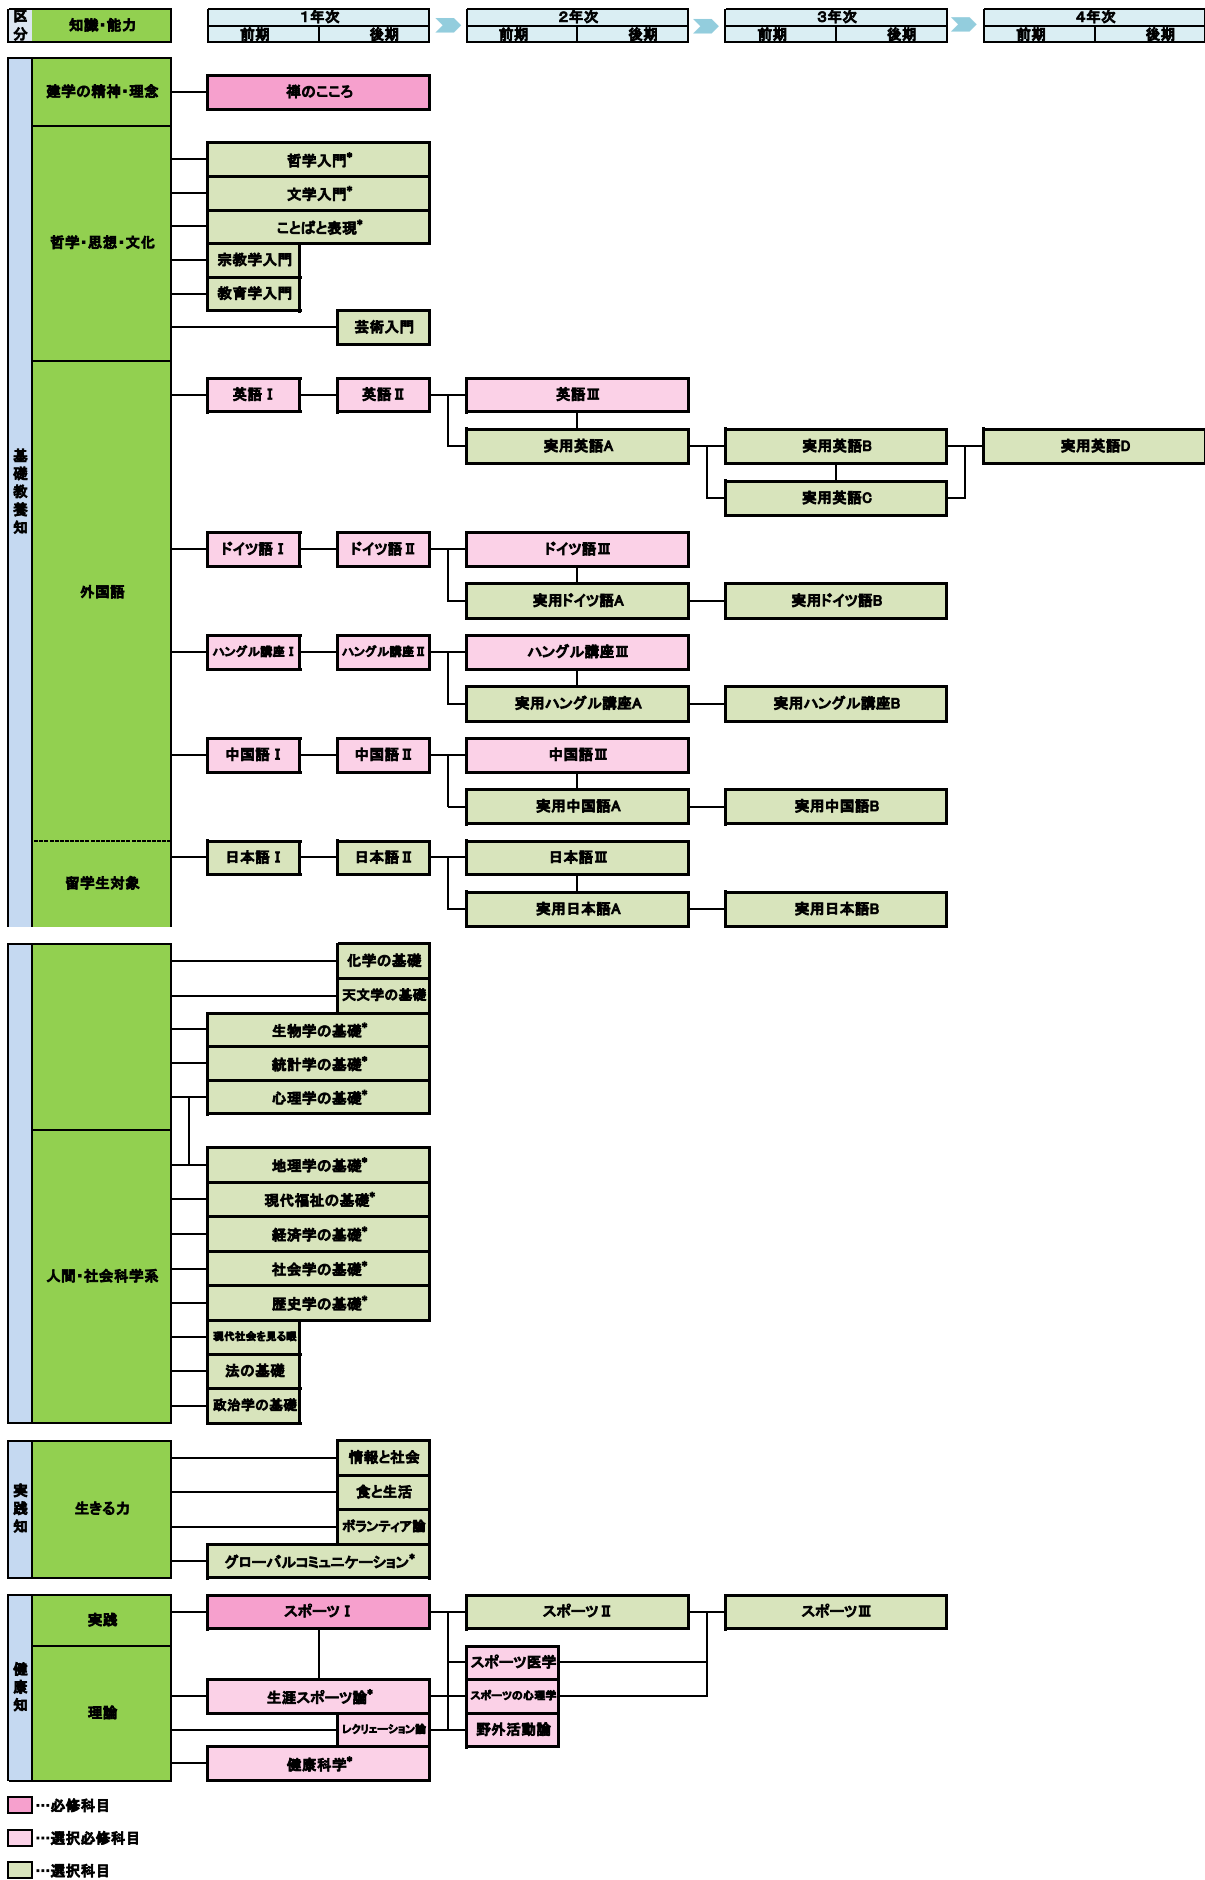 区分
知識・能力
1年次
2年次
3年次
4年次
前期
後期
前期
後期
前期
後期
前期
後期
基礎教養知
建学の精神・理念
禅のこころ
哲学・思想・文化
哲学入門*
文学入門*
ことばと表現*
宗教学入門
教育学入門
芸術入門
外国語
英語Ⅰ
英語Ⅱ
英語Ⅲ
実用英語A
実用英語B
実用英語D
実用英語C
ドイツ語Ⅰ
ドイツ語Ⅱ
ドイツ語Ⅲ
実用ドイツ語A
実用ドイツ語B
ハングル講座Ⅰ
ハングル講座Ⅱ
ハングル講座Ⅲ
実用ハングル講座A
実用ハングル講座B
中国語Ⅰ
中国語Ⅱ
中国語Ⅲ
実用中国語A
実用中国語B
留学生対象
日本語Ⅰ
日本語Ⅱ
日本語Ⅲ
実用日本語A
実用日本語B
化学の基礎
天文学の基礎
生物学の基礎*
統計学の基礎*
心理学の基礎*
人間・社会科学系
地理学の基礎*
現代福祉の基礎*
経済学の基礎*
社会学の基礎*
歴史学の基礎*
現代社会を見る眼
法の基礎
政治学の基礎
実践知
生きる力
情報と社会
食と生活
ボランティア論
グローバルコミュニケーション*
健康知
実践
スポーツⅠ
スポーツⅡ
スポーツⅢ
理論
スポーツ医学
生涯スポーツ論*
スポーツの心理学
レクリェーション論
野外活動論
健康科学*
…必修科目
…選択必修科目
…選択科目